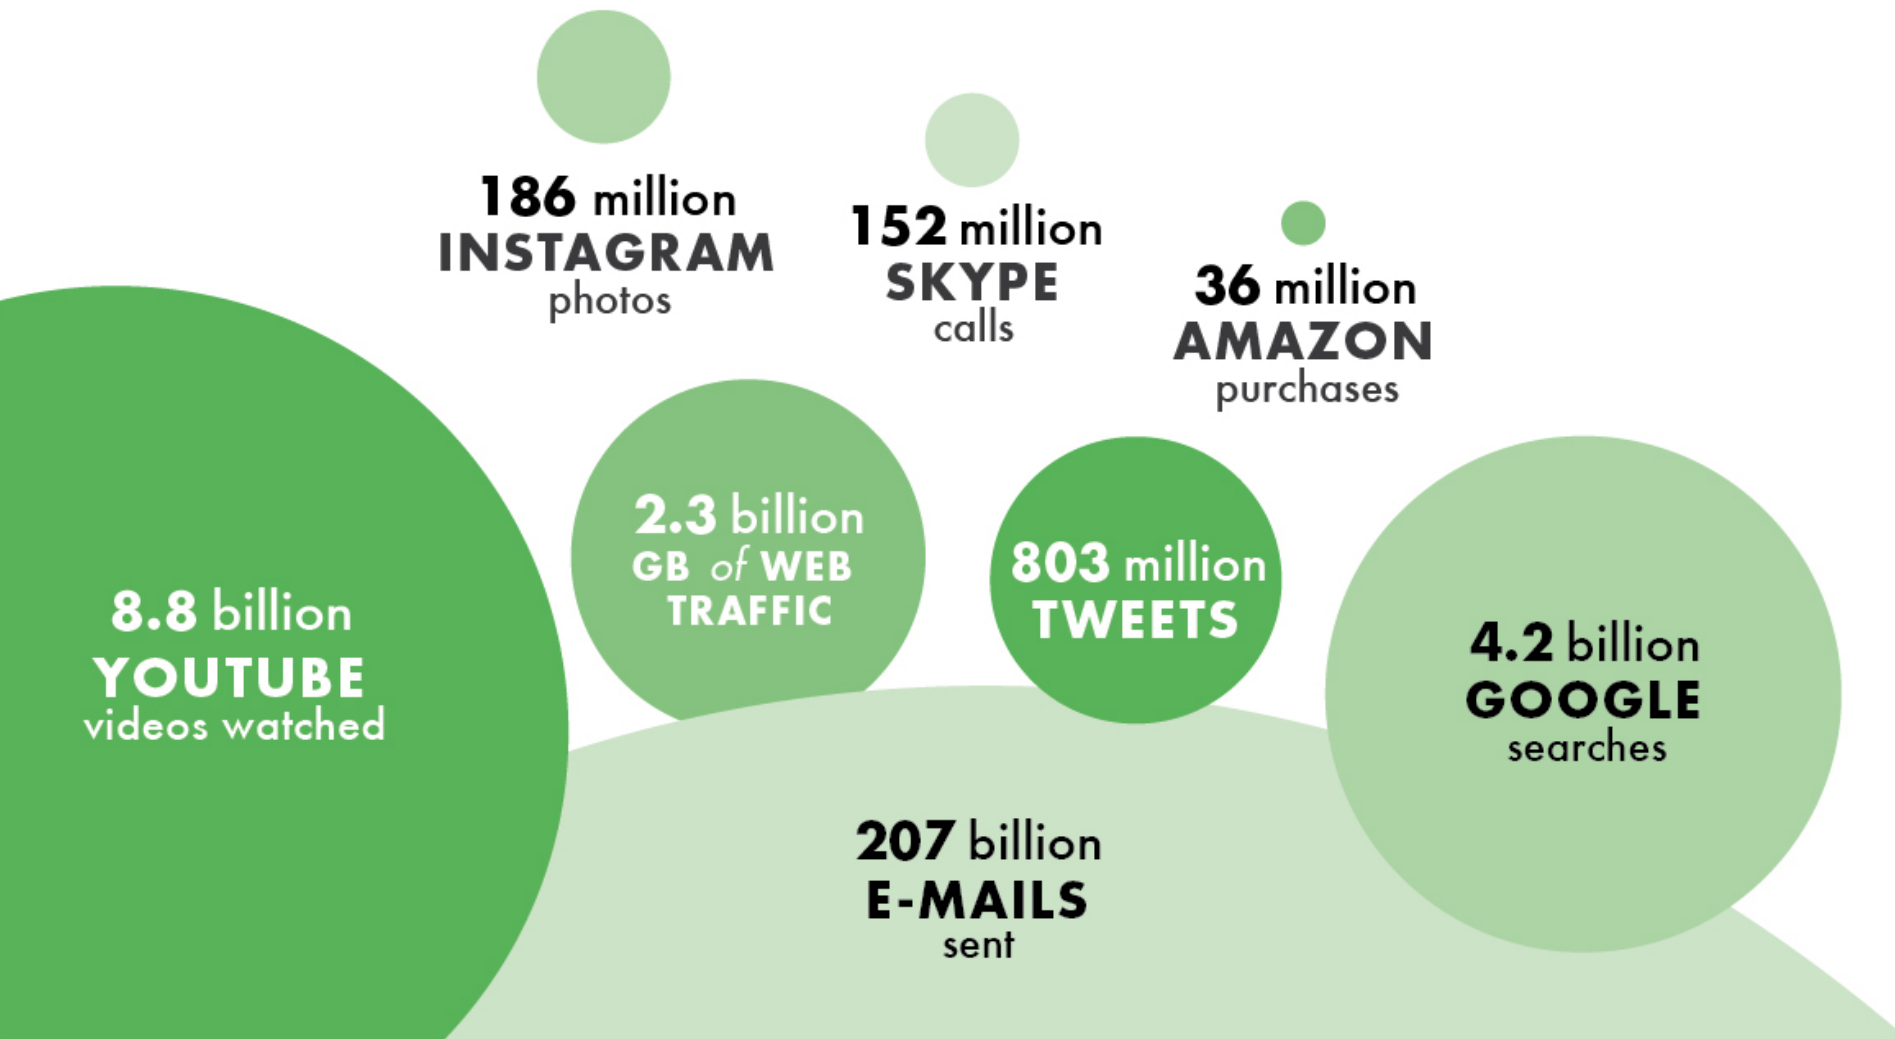 186 million
INSTAGRAM
photos
152 million
SKYPE
calls
36 million
AMAZON
purchases
8.8 billion
YOUTUBE
videos watched
2.3 billion
GB of WEB
TRAFFIC
803 million
TWEETS
4.2 billion
GOOGLE
searches
207 billion
E-MAILS
sent